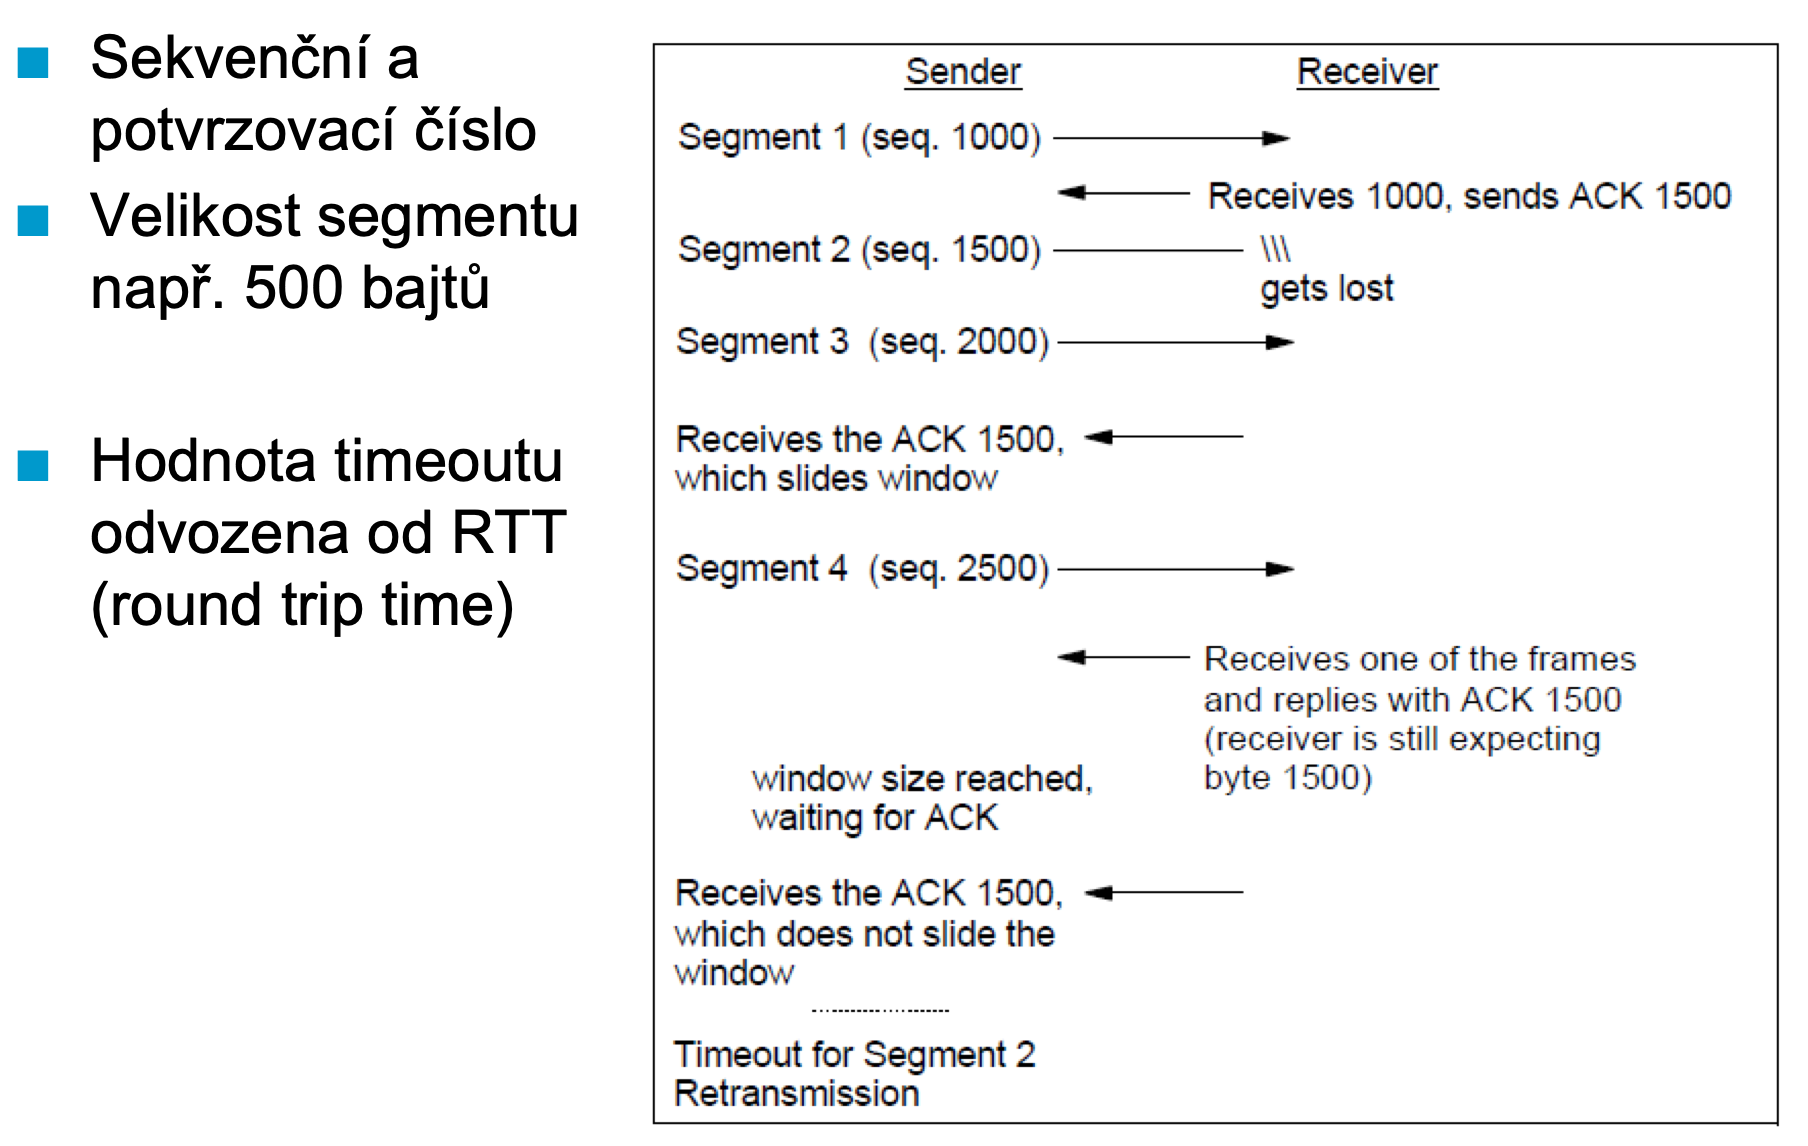 Sekvenční a
potvrzovací číslo
Velikost segmentu
např. 500 bajtů
Hodnota timeoutu
odvozena od RTT
(round trip time)
Sender
Receiver
Segment 1 (seq. 1000)
Receives 1000, sends ACK 1500
Segment 2 (seq. 1500)
\\\
gets lost
Segment 3 (seq. 2000)
Receives the ACK 1500,
which slides window
Segment 4 (seq. 2500)
Receives one of the frames
and replies with ACK 1500
(receiver is still expecting
byte 1500)
window size reached,
waiting for ACK
Receives the ACK 1500,
which does not slide the
window
Timeout for Segment 2
Retransmission